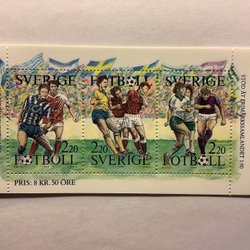 SVERIGE FOTBOLL SVERIGE
2.20 2.20 2.20
FOTBOLL SVERIGE FOTBOLL
PRIS: 8 KR. 50 ÖRE